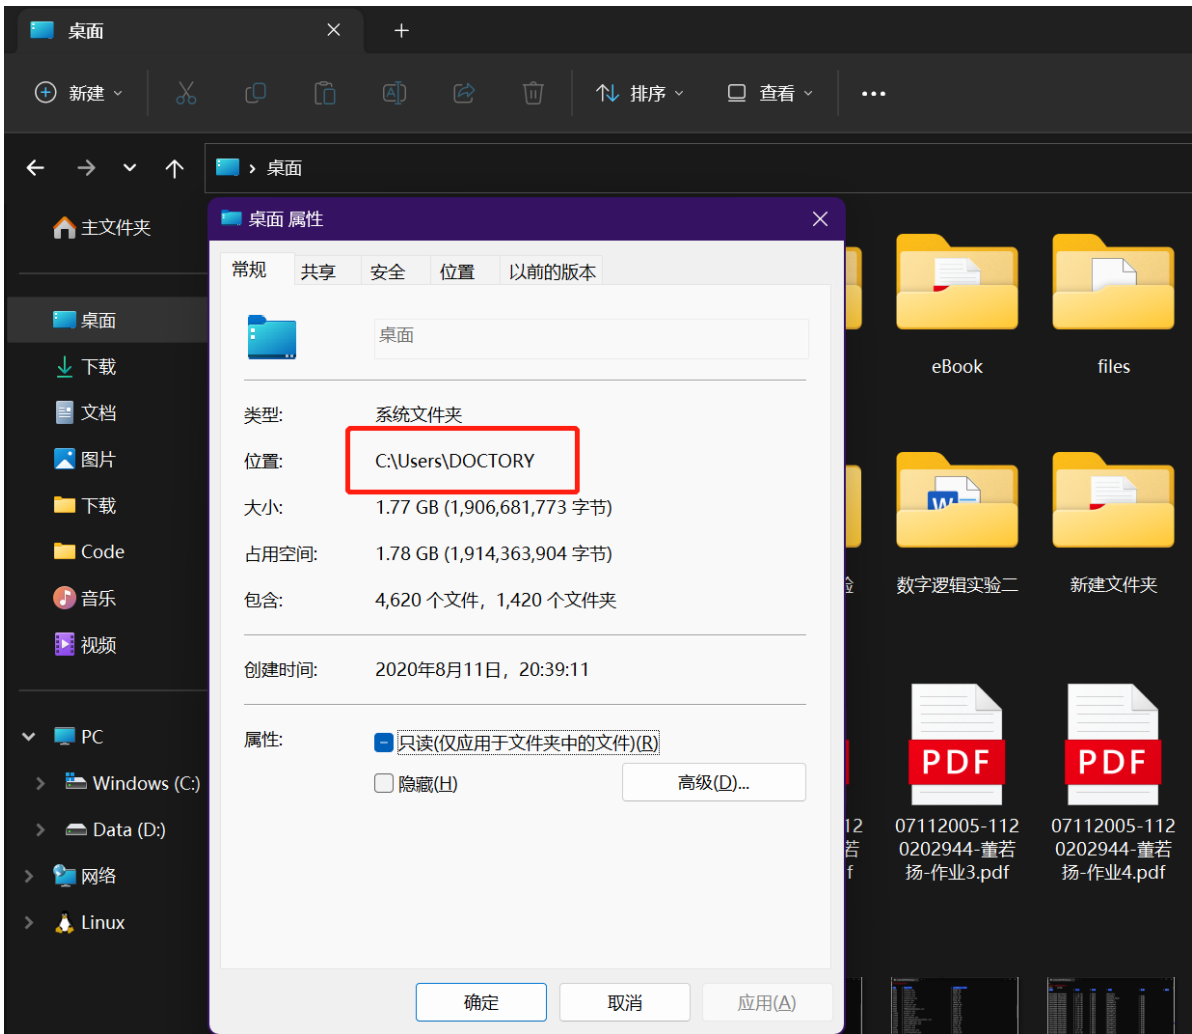 桌面
新建
排序
查看
桌面
主文件夹
桌面
下载
文档
图片
下载
Code
音乐
视频
PC
Windows (C:)
Data (D:)
网络
Linux
桌面 属性
常规
共享
安全
位置
以前的版本
桌面
类型: 系统文件夹
位置: C:\Users\DOCTORY
大小: 1.77 GB (1,906,681,773 字节)
占用空间: 1.78 GB (1,914,363,904 字节)
包含: 4,620 个文件，1,420 个文件夹
创建时间: 2020年8月11日，20:39:11
属性: 只读(仅应用于文件夹中的文件)(R)
隐藏(H)
高级(D)...
确定
取消
应用(A)
eBook
files
数字逻辑实验二
新建文件夹
PDF
PDF
07112005-112
0202944-董若
扬-作业3.pdf
07112005-112
0202944-董若
扬-作业4.pdf